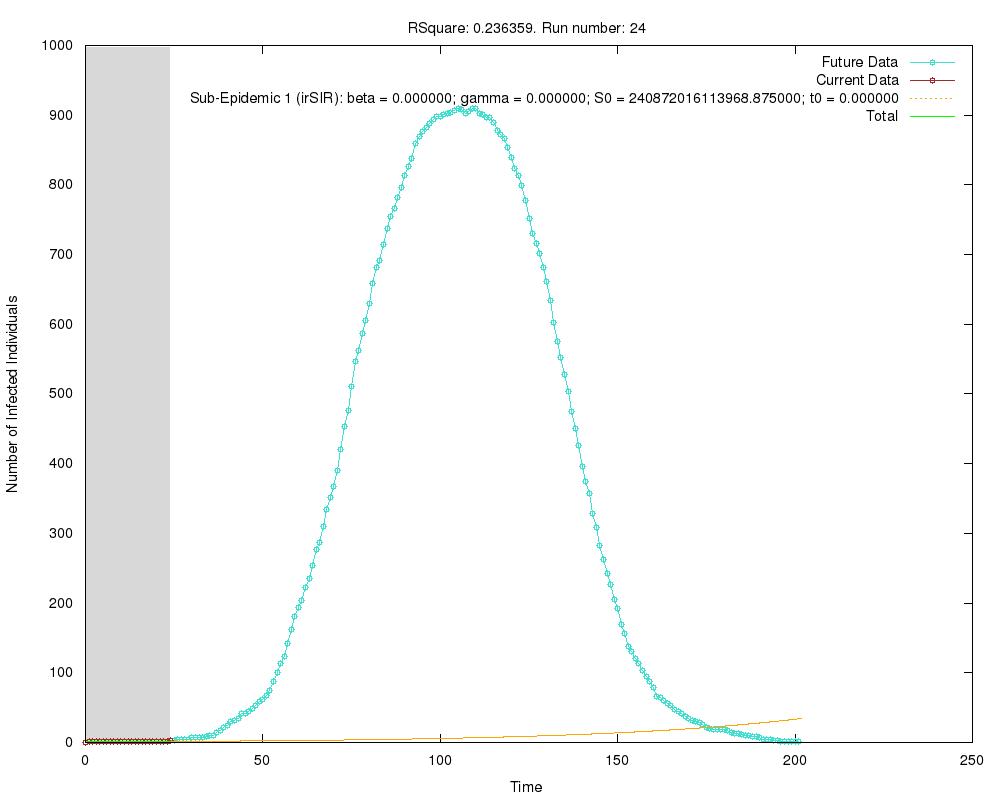 RSquare: 0.236359. Run number: 24
Future Data
Current Data
Sub-Epidemic 1 (irSIR): beta = 0.000000; gamma = 0.000000; S0 = 240872016113968.875000; t0 = 0.000000
Total
1000
900
800
700
600
500
400
300
200
100
0
Number of Infected Individuals
0 50 100 150 200 250
Time